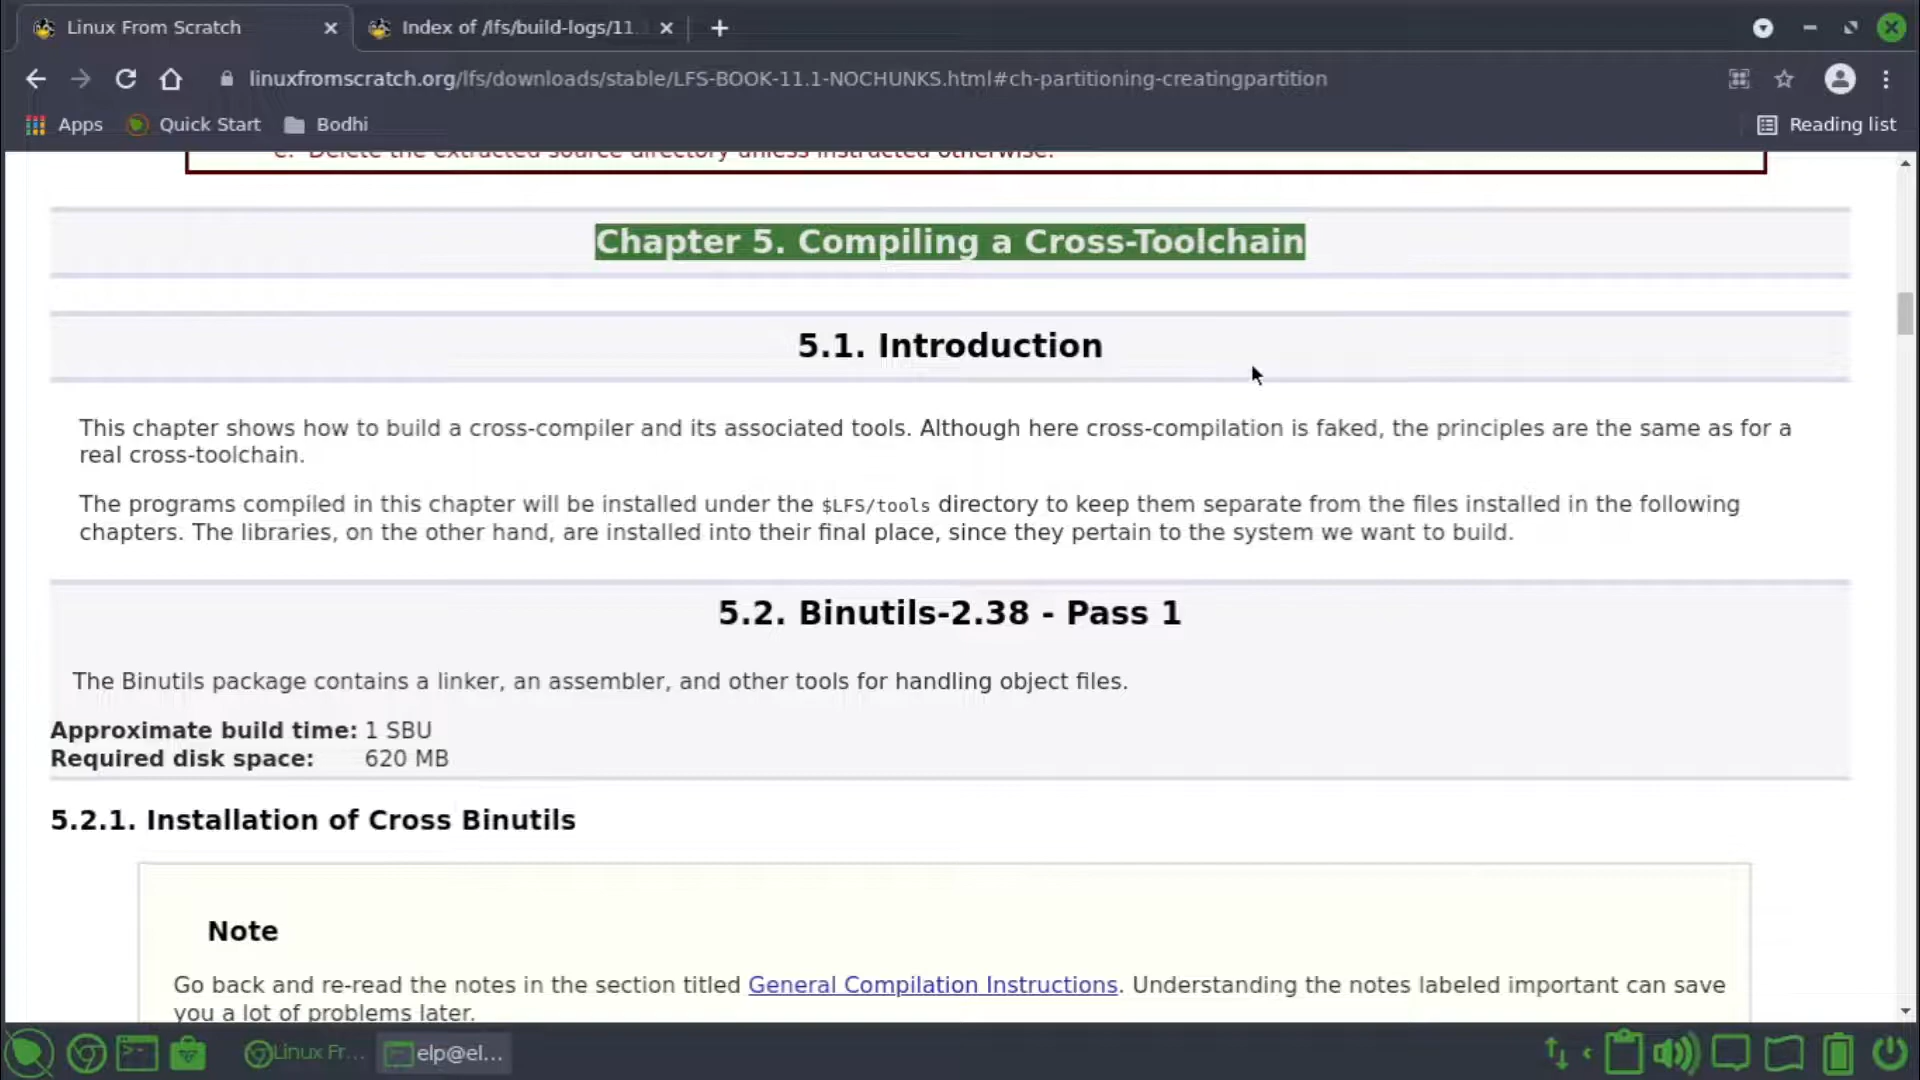 Linux From Scratch
Index of /lfs/build-logs/11.
linuxfromscratch.org/lfs/downloads/stable/LFS-BOOK-11.1-NOCHUNKS.html#ch-partitioning-creatingpartition
Apps
Quick Start
Bodhi
Reading list
Delete the extracted source directory unless instructed otherwise.
Chapter 5. Compiling a Cross-Toolchain
5.1. Introduction
This chapter shows how to build a cross-compiler and its associated tools. Although here cross-compilation is faked, the principles are the same as for a
real cross-toolchain.
The programs compiled in this chapter will be installed under the $LFS/tools directory to keep them separate from the files installed in the following
chapters. The libraries, on the other hand, are installed into their final place, since they pertain to the system we want to build.
5.2. Binutils-2.38 - Pass 1
The Binutils package contains a linker, an assembler, and other tools for handling object files.
Approximate build time: 1 SBU
Required disk space: 620 MB
5.2.1. Installation of Cross Binutils
Note
Go back and re-read the notes in the section titled General Compilation Instructions. Understanding the notes labeled important can save
you a lot of problems later.
Linux Fr...
elp@el...